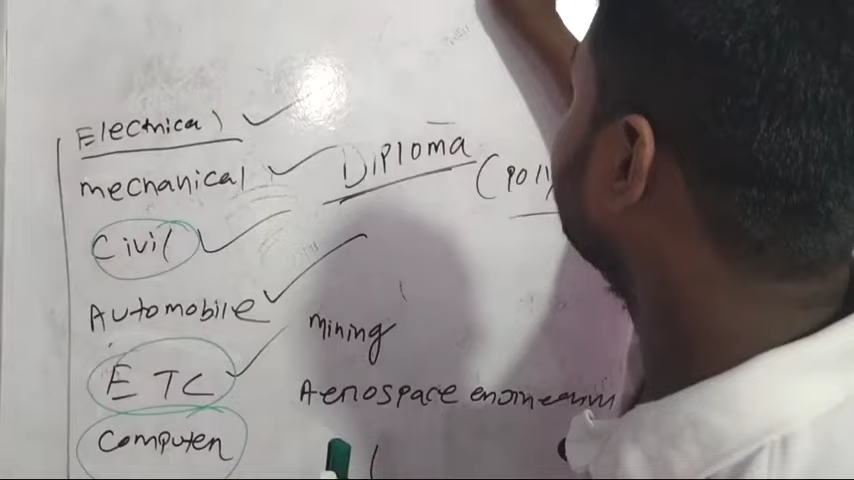 Electrical
mechanical
Diploma
(poly
Civil
Automobile
mining
ETC
Aerospace engineering
Computer